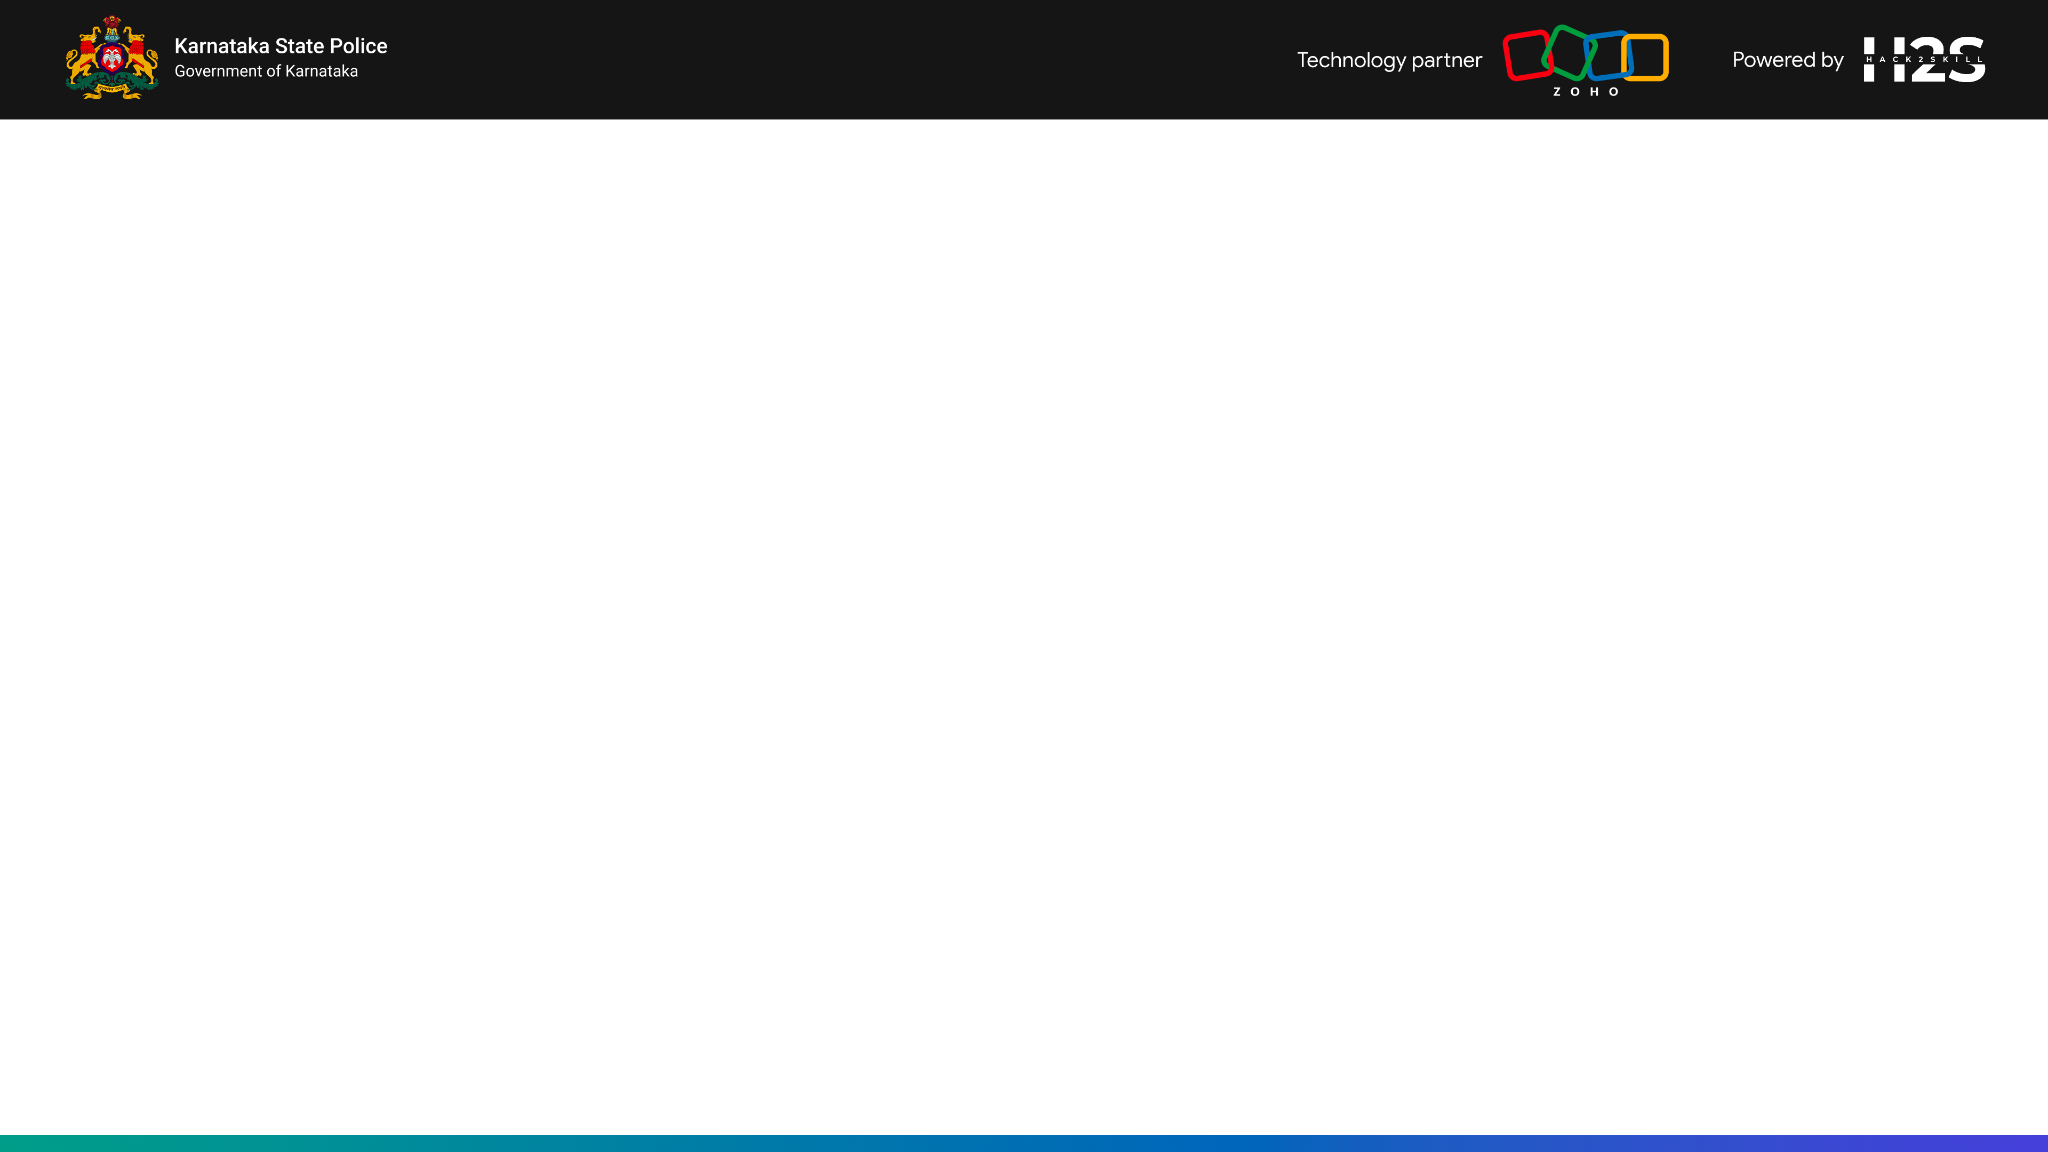 Karnataka State Police
Government of Karnataka
Technology partner
ZOHO
Powered by
H2S
HACK2SKILL